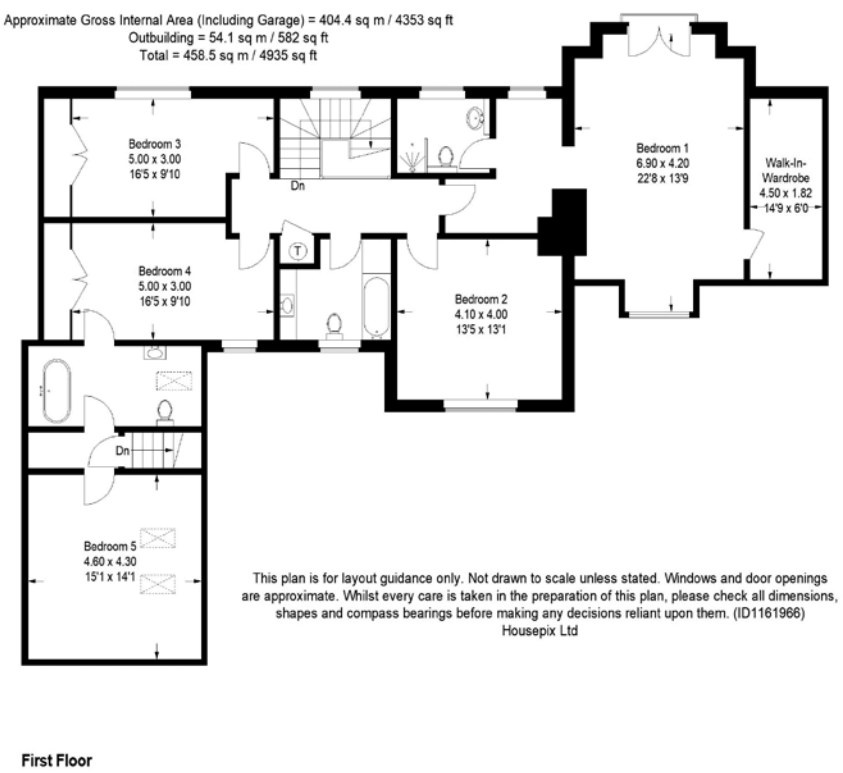 Approximate Gross Internal Area (Including Garage) = 404.4 sq m / 4353 sq ft
Outbuilding = 54.1 sq m / 582 sq ft
Total = 458.5 sq m / 4935 sq ft
Bedroom 3
5.00 x 3.00
16'5 x 9'10
Dn
Bedroom 1
6.90 x 4.20
22'8 x 13'9
Walk-In-
Wardrobe
4.50 x 1.82
14'9 x 6'0
T
Bedroom 4
5.00 x 3.00
16'5 x 9'10
Bedroom 2
4.10 x 4.00
13'5 x 13'1
Dn
Bedroom 5
4.60 x 4.30
15'1 x 14'1
This plan is for layout guidance only. Not drawn to scale unless stated. Windows and door openings
are approximate. Whilst every care is taken in the preparation of this plan, please check all dimensions,
shapes and compass bearings before making any decisions reliant upon them. (ID1161966)
Housepix Ltd
First Floor